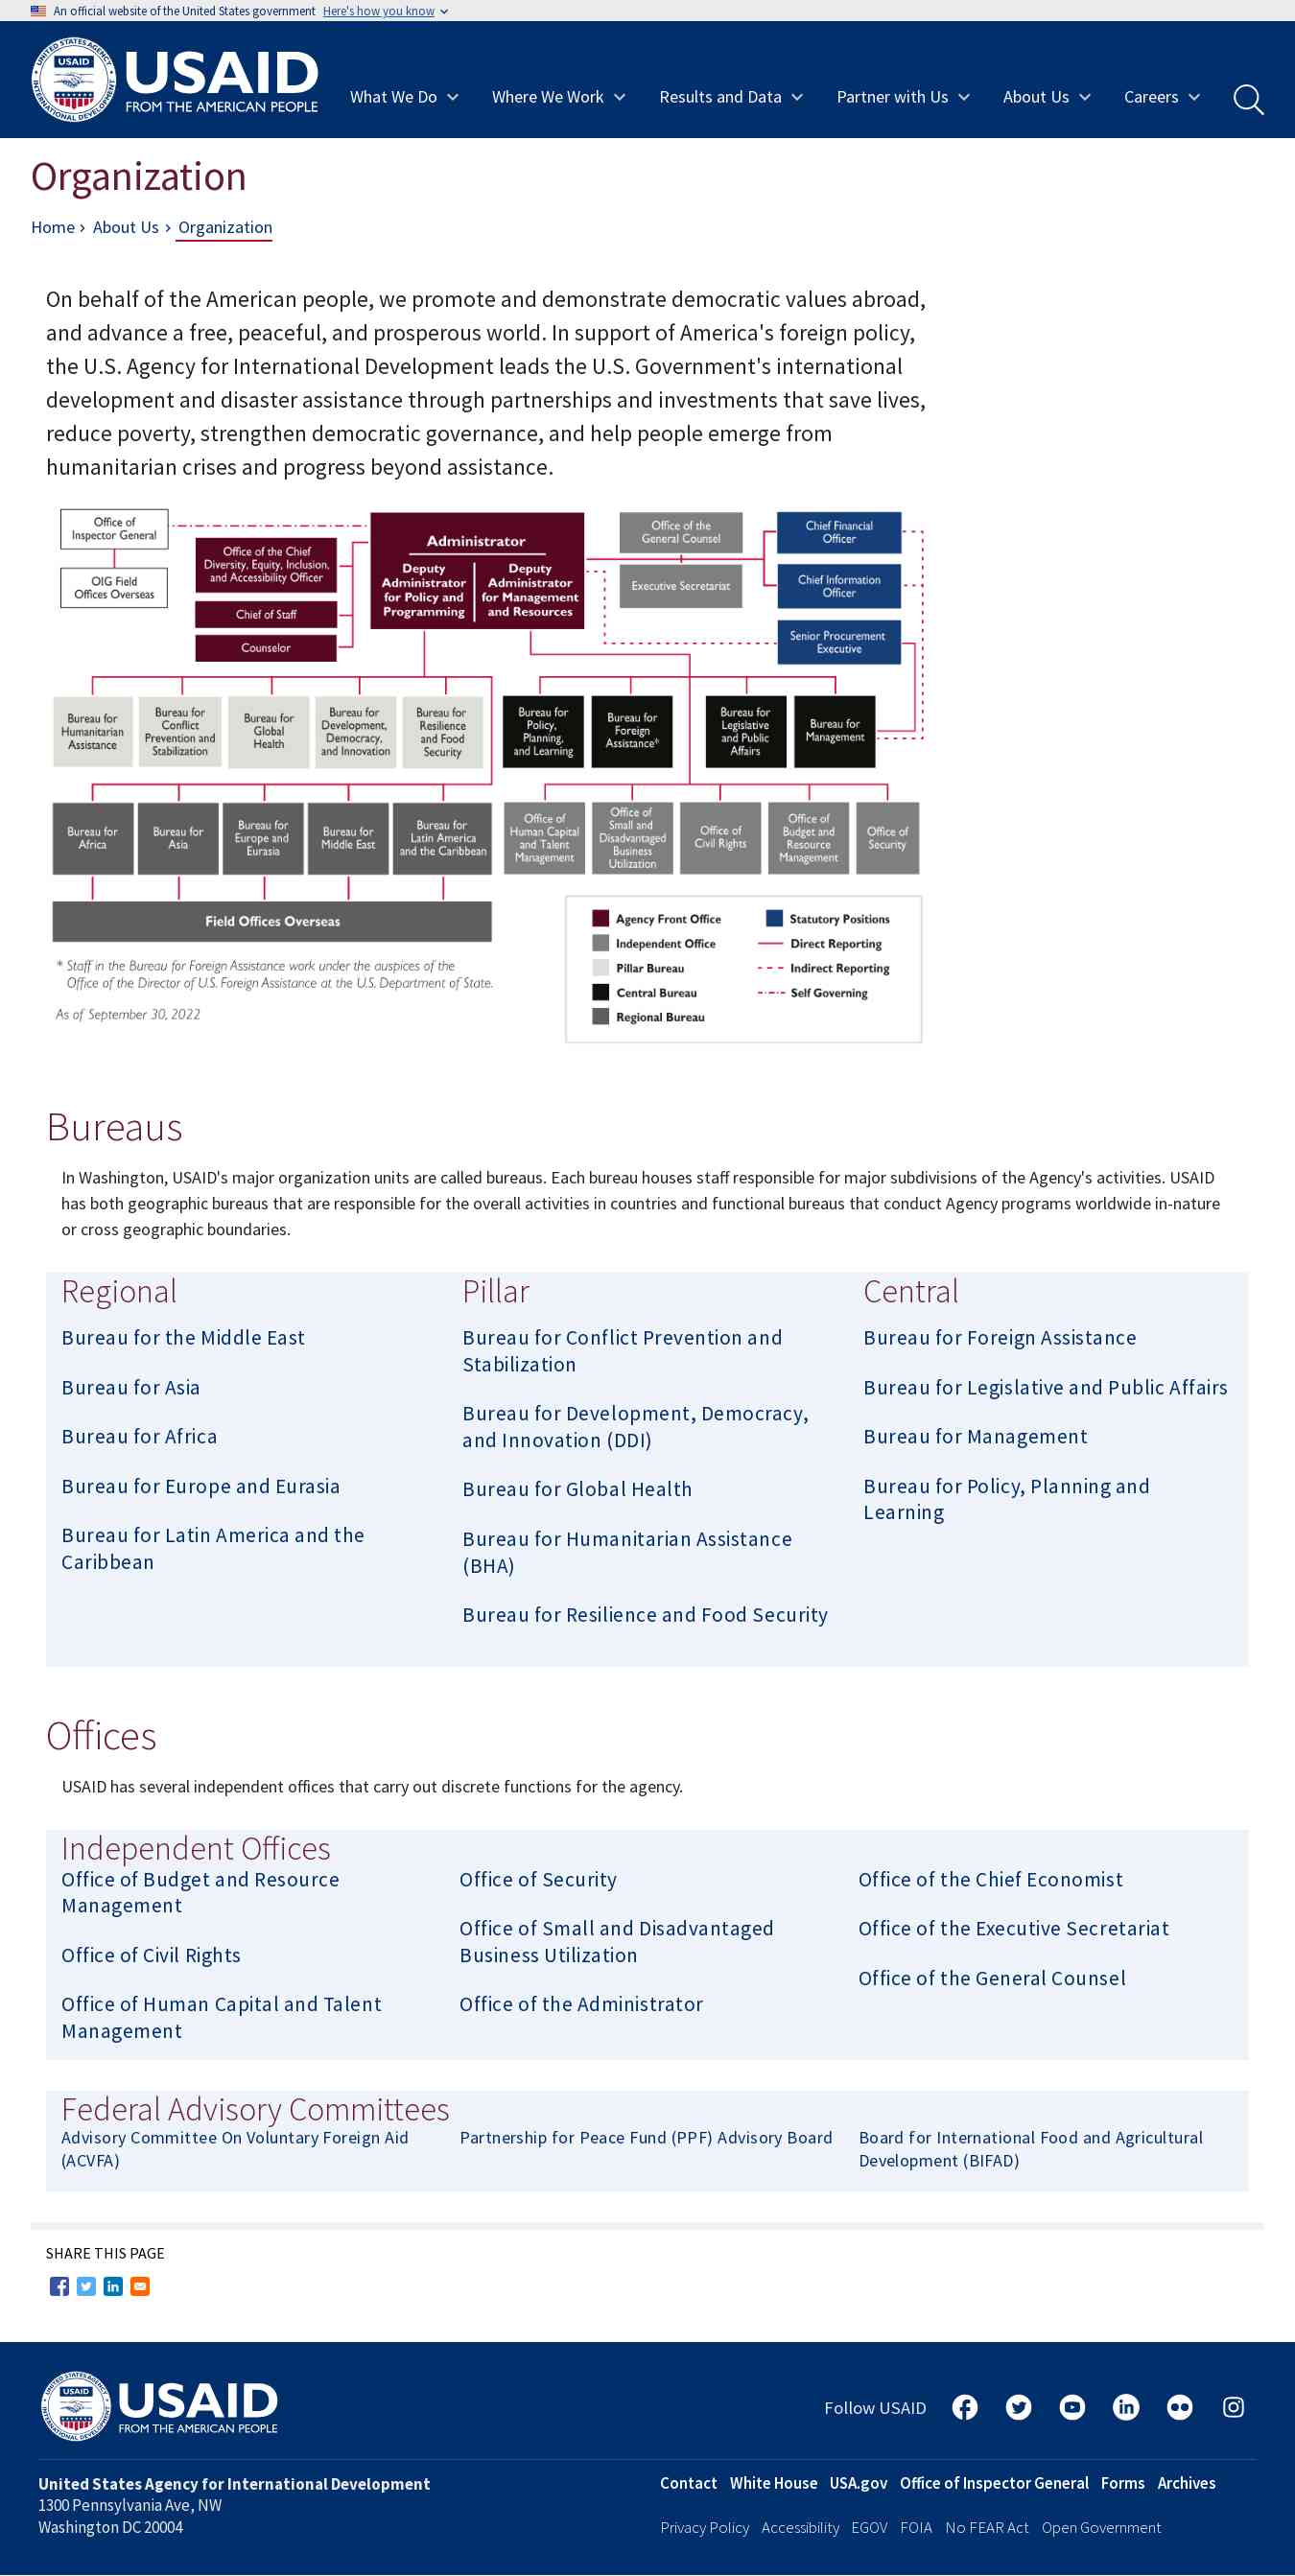 An official website of the United States government Here's how you know
USAID
FROM THE AMERICAN PEOPLE
What We Do
Where We Work
Results and Data
Partner with Us
About Us
Careers
Organization
Home › About Us › Organization
On behalf of the American people, we promote and demonstrate democratic values abroad,
and advance a free, peaceful, and prosperous world. In support of America's foreign policy,
the U.S. Agency for International Development leads the U.S. Government's international
development and disaster assistance through partnerships and investments that save lives,
reduce poverty, strengthen democratic governance, and help people emerge from
humanitarian crises and progress beyond assistance.
Office of
Inspector General
OIG Field
Offices Overseas
Office of the Chief
Diversity, Equity, Inclusion,
and Accessibility Officer
Chief of Staff
Counselor
Administrator
Deputy
Administrator
for Policy and
Programming
Deputy
Administrator
for Management
and Resources
Office of the
General Counsel
Executive Secretariat
Chief Financial
Officer
Chief Information
Officer
Senior Procurement
Executive
Bureau for
Humanitarian
Assistance
Bureau for
Conflict
Prevention and
Stabilization
Bureau for
Global
Health
Bureau for
Development,
Democracy,
and Innovation
Bureau for
Resilience
and Food
Security
Bureau for
Policy,
Planning,
and Learning
Bureau for
Foreign
Assistance*
Bureau for
Legislative
and Public
Affairs
Bureau for
Management
Bureau for
Africa
Bureau for
Asia
Bureau for
Europe and
Eurasia
Bureau for
Middle East
Bureau for
Latin America
and the Caribbean
Office of
Human Capital
and Talent
Management
Office of
Small and
Disadvantaged
Business
Utilization
Office of
Civil Rights
Office of
Budget and
Resource
Management
Office of
Security
Field Offices Overseas
* Staff in the Bureau for Foreign Assistance work under the auspices of the
Office of the Director of U.S. Foreign Assistance at the U.S. Department of State.
As of September 30, 2022
Agency Front Office
Independent Office
Pillar Bureau
Central Bureau
Regional Bureau
Statutory Positions
Direct Reporting
Indirect Reporting
Self Governing
Bureaus
In Washington, USAID's major organization units are called bureaus. Each bureau houses staff responsible for major subdivisions of the Agency's activities. USAID
has both geographic bureaus that are responsible for the overall activities in countries and functional bureaus that conduct Agency programs worldwide in-nature
or cross geographic boundaries.
Regional
Bureau for the Middle East
Bureau for Asia
Bureau for Africa
Bureau for Europe and Eurasia
Bureau for Latin America and the
Caribbean
Pillar
Bureau for Conflict Prevention and
Stabilization
Bureau for Development, Democracy,
and Innovation (DDI)
Bureau for Global Health
Bureau for Humanitarian Assistance
(BHA)
Bureau for Resilience and Food Security
Central
Bureau for Foreign Assistance
Bureau for Legislative and Public Affairs
Bureau for Management
Bureau for Policy, Planning and
Learning
Offices
USAID has several independent offices that carry out discrete functions for the agency.
Independent Offices
Office of Budget and Resource
Management
Office of Civil Rights
Office of Human Capital and Talent
Management
Office of Security
Office of Small and Disadvantaged
Business Utilization
Office of the Administrator
Office of the Chief Economist
Office of the Executive Secretariat
Office of the General Counsel
Federal Advisory Committees
Advisory Committee On Voluntary Foreign Aid
(ACVFA)
Partnership for Peace Fund (PPF) Advisory Board
Board for International Food and Agricultural
Development (BIFAD)
SHARE THIS PAGE
USAID
FROM THE AMERICAN PEOPLE
Follow USAID
United States Agency for International Development
1300 Pennsylvania Ave, NW
Washington DC 20004
Contact White House USA.gov Office of Inspector General Forms Archives
Privacy Policy Accessibility EGOV FOIA No FEAR Act Open Government